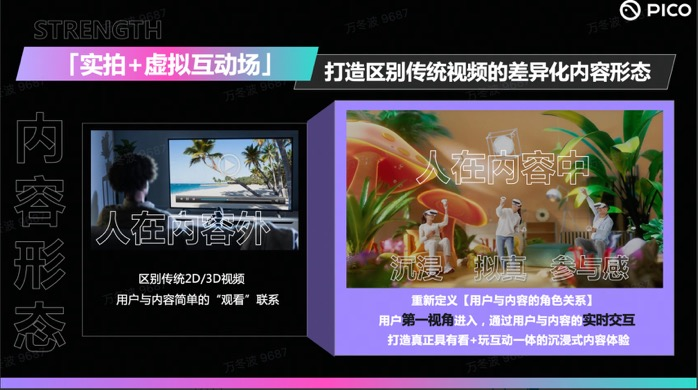 STRENGTH
PICO
「实拍+虚拟互动场」
打造区别传统视频的差异化内容形态
内容形态
人在内容外
区别传统2D/3D视频
用户与内容简单的“观看”联系
人在内容中
沉浸 拟真 参与感
重新定义【用户与内容的角色关系】
用户第一视角进入，通过用户与内容的实时交互
打造真正具有看+玩互动一体的沉浸式内容体验
万冬波 9687